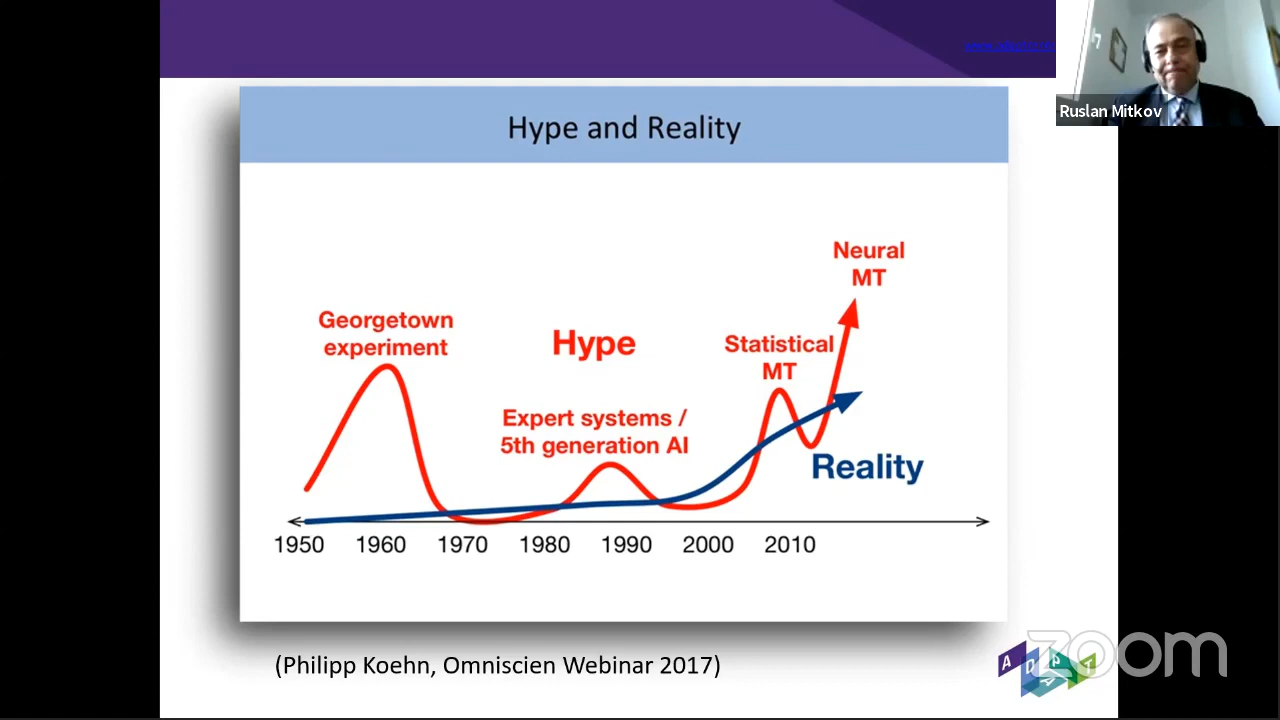 Ruslan Mitkov
Hype and Reality
Neural
MT
Georgetown
experiment
Hype
Statistical
MT
Expert systems /
5th generation AI
Reality
1950 1960 1970 1980 1990 2000 2010
(Philipp Koehn, Omniscien Webinar 2017)
ADAPT
zoom